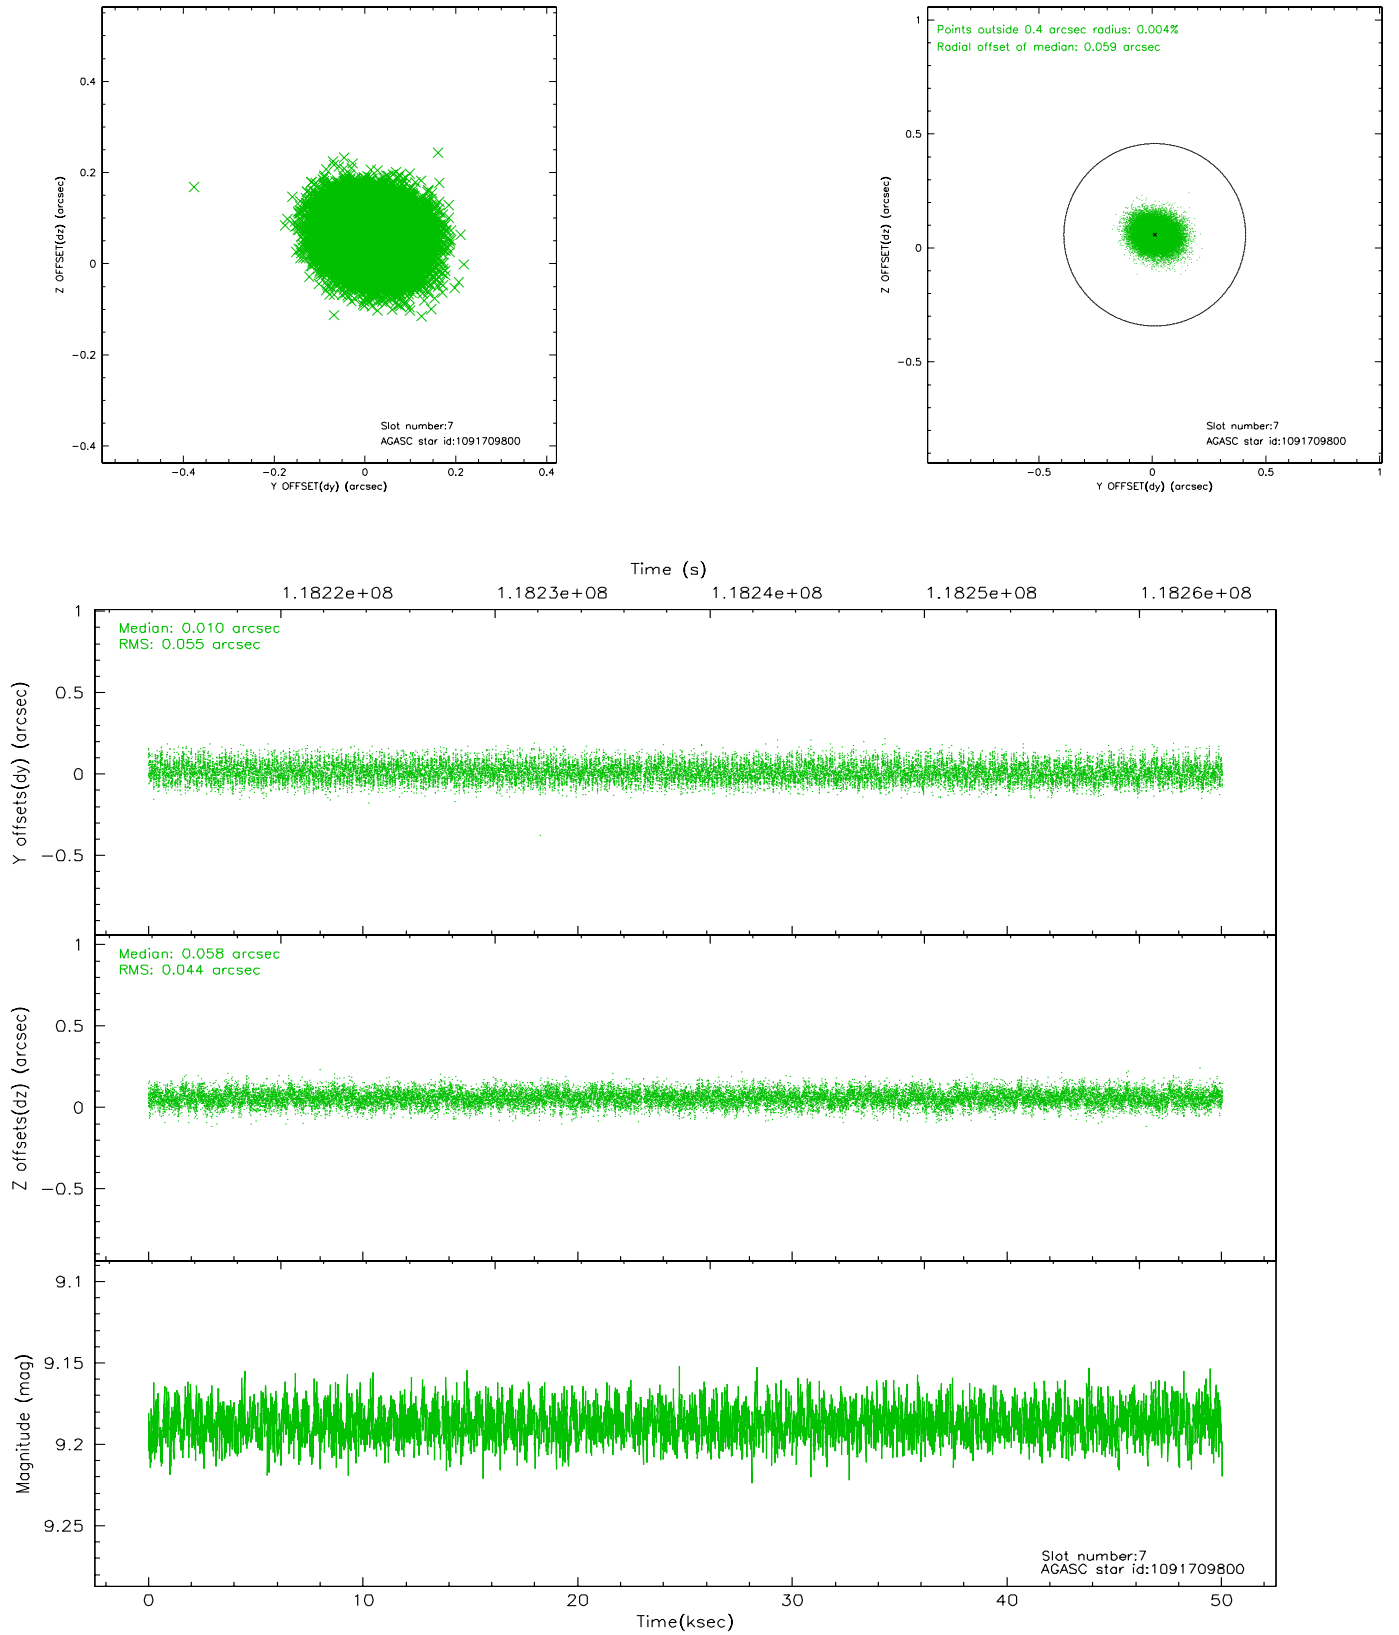 0.4
0.2
0
−0.2
−0.4
Z OFFSET(dz) (arcsec)
−0.4 −0.2 0 0.2 0.4
Y OFFSET(dy) (arcsec)
Slot number:7
AGASC star id:1091709800
Points outside 0.4 arcsec radius: 0.004%
Radial offset of median: 0.059 arcsec
1
0.5
0
−0.5
Z OFFSET(dz) (arcsec)
−0.5 0 0.5 1
Y OFFSET(dy) (arcsec)
Slot number:7
AGASC star id:1091709800
Time (s)
1.1822e+08 1.1823e+08 1.1824e+08 1.1825e+08 1.1826e+08
Median: 0.010 arcsec
RMS: 0.055 arcsec
1
0.5
0
−0.5
Y offsets(dy) (arcsec)
Median: 0.058 arcsec
RMS: 0.044 arcsec
1
0.5
0
−0.5
Z offsets(dz) (arcsec)
9.1
9.15
9.2
9.25
Magnitude (mag)
Slot number:7
AGASC star id:1091709800
0 10 20 30 40 50
Time(ksec)